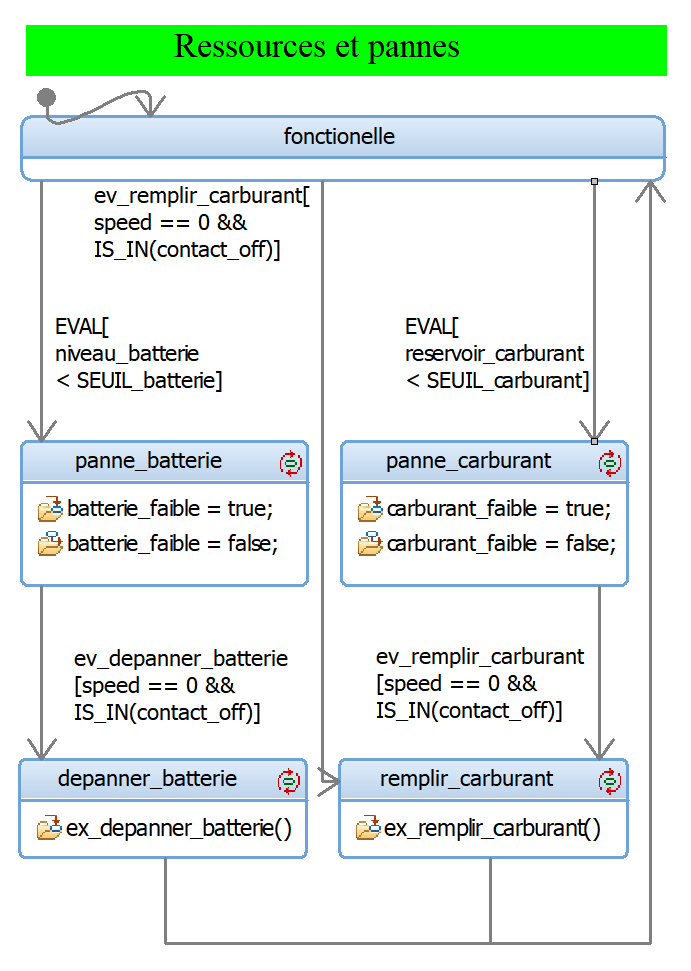 Ressources et pannes
fonctionelle
ev_remplir_carburant[
speed == 0 &&
IS_IN(contact_off)]
EVAL[
niveau_batterie
< SEUIL_batterie]
EVAL[
reservoir_carburant
< SEUIL_carburant]
panne_batterie
batterie_faible = true;
batterie_faible = false;
panne_carburant
carburant_faible = true;
carburant_faible = false;
ev_depanner_batterie
[speed == 0 &&
IS_IN(contact_off)]
ev_remplir_carburant
[speed == 0 &&
IS_IN(contact_off)]
depanner_batterie
ex_depanner_batterie()
remplir_carburant
ex_remplir_carburant()